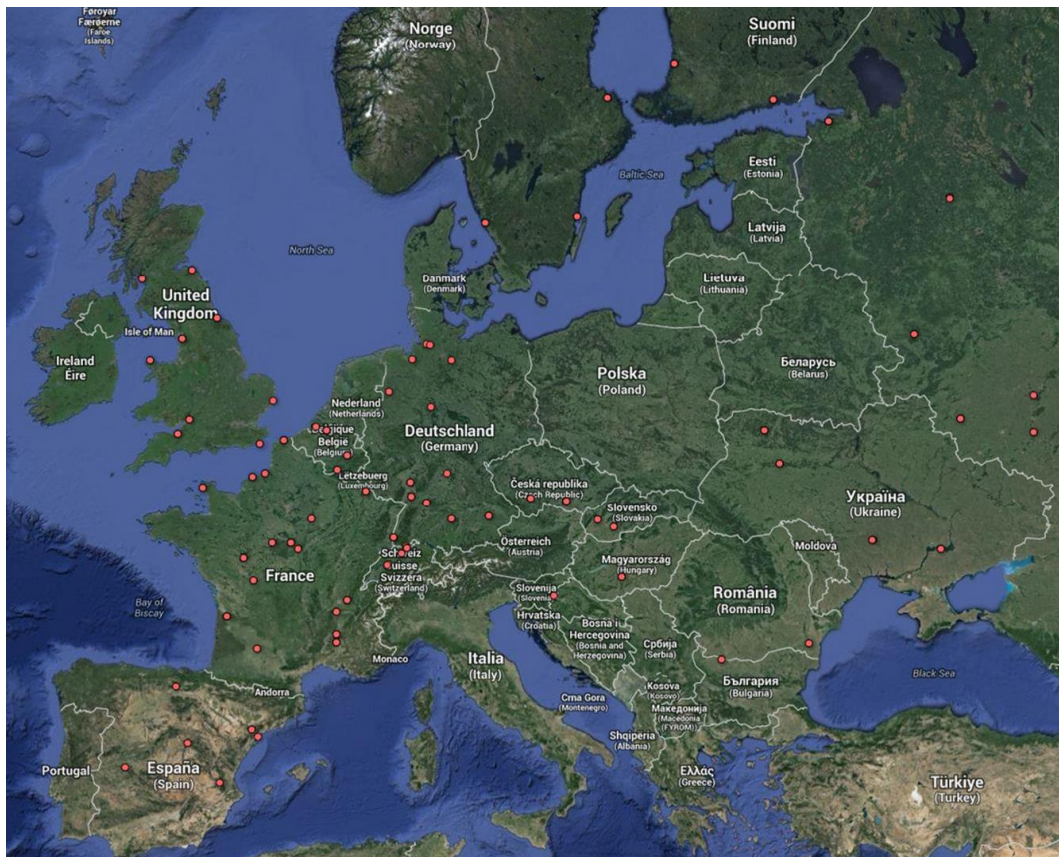 Føroyar
Færøerne
(Faroe
Islands)
Norge
(Norway)
Suomi
(Finland)
Eesti
(Estonia)
Baltic Sea
Latvija
(Latvia)
North Sea
Danmark
(Denmark)
Lietuva
(Lithuania)
United
Kingdom
Isle of Man
Ireland
Éire
Беларусь
(Belarus)
Polska
(Poland)
Nederland
(Netherlands)
Deutschland
(Germany)
België
(Belgium)
Letzebuerg
(Luxembourg)
Česká republika
(Czech Republic)
Україна
(Ukraine)
Slovensko
(Slovakia)
Österreich
(Austria)
Moldova
Magyarország
(Hungary)
Suisse
Svizzera
(Switzerland)
France
Slovenija
(Slovenia)
România
(Romania)
Bay of
Biscay
Hrvatska
(Croatia)
Bosna i
Hercegovina
(Bosnia and
Herzegovina)
Србија
(Serbia)
Italia
(Italy)
Monaco
Black Sea
България
(Bulgaria)
Andorra
Kosova
(Kosovo)
Crna Gora
(Montenegro)
Македонија
(Macedonia
(FYROM))
Shqipëria
(Albania)
Portugal
España
(Spain)
Ελλάς
(Greece)
Türkiye
(Turkey)